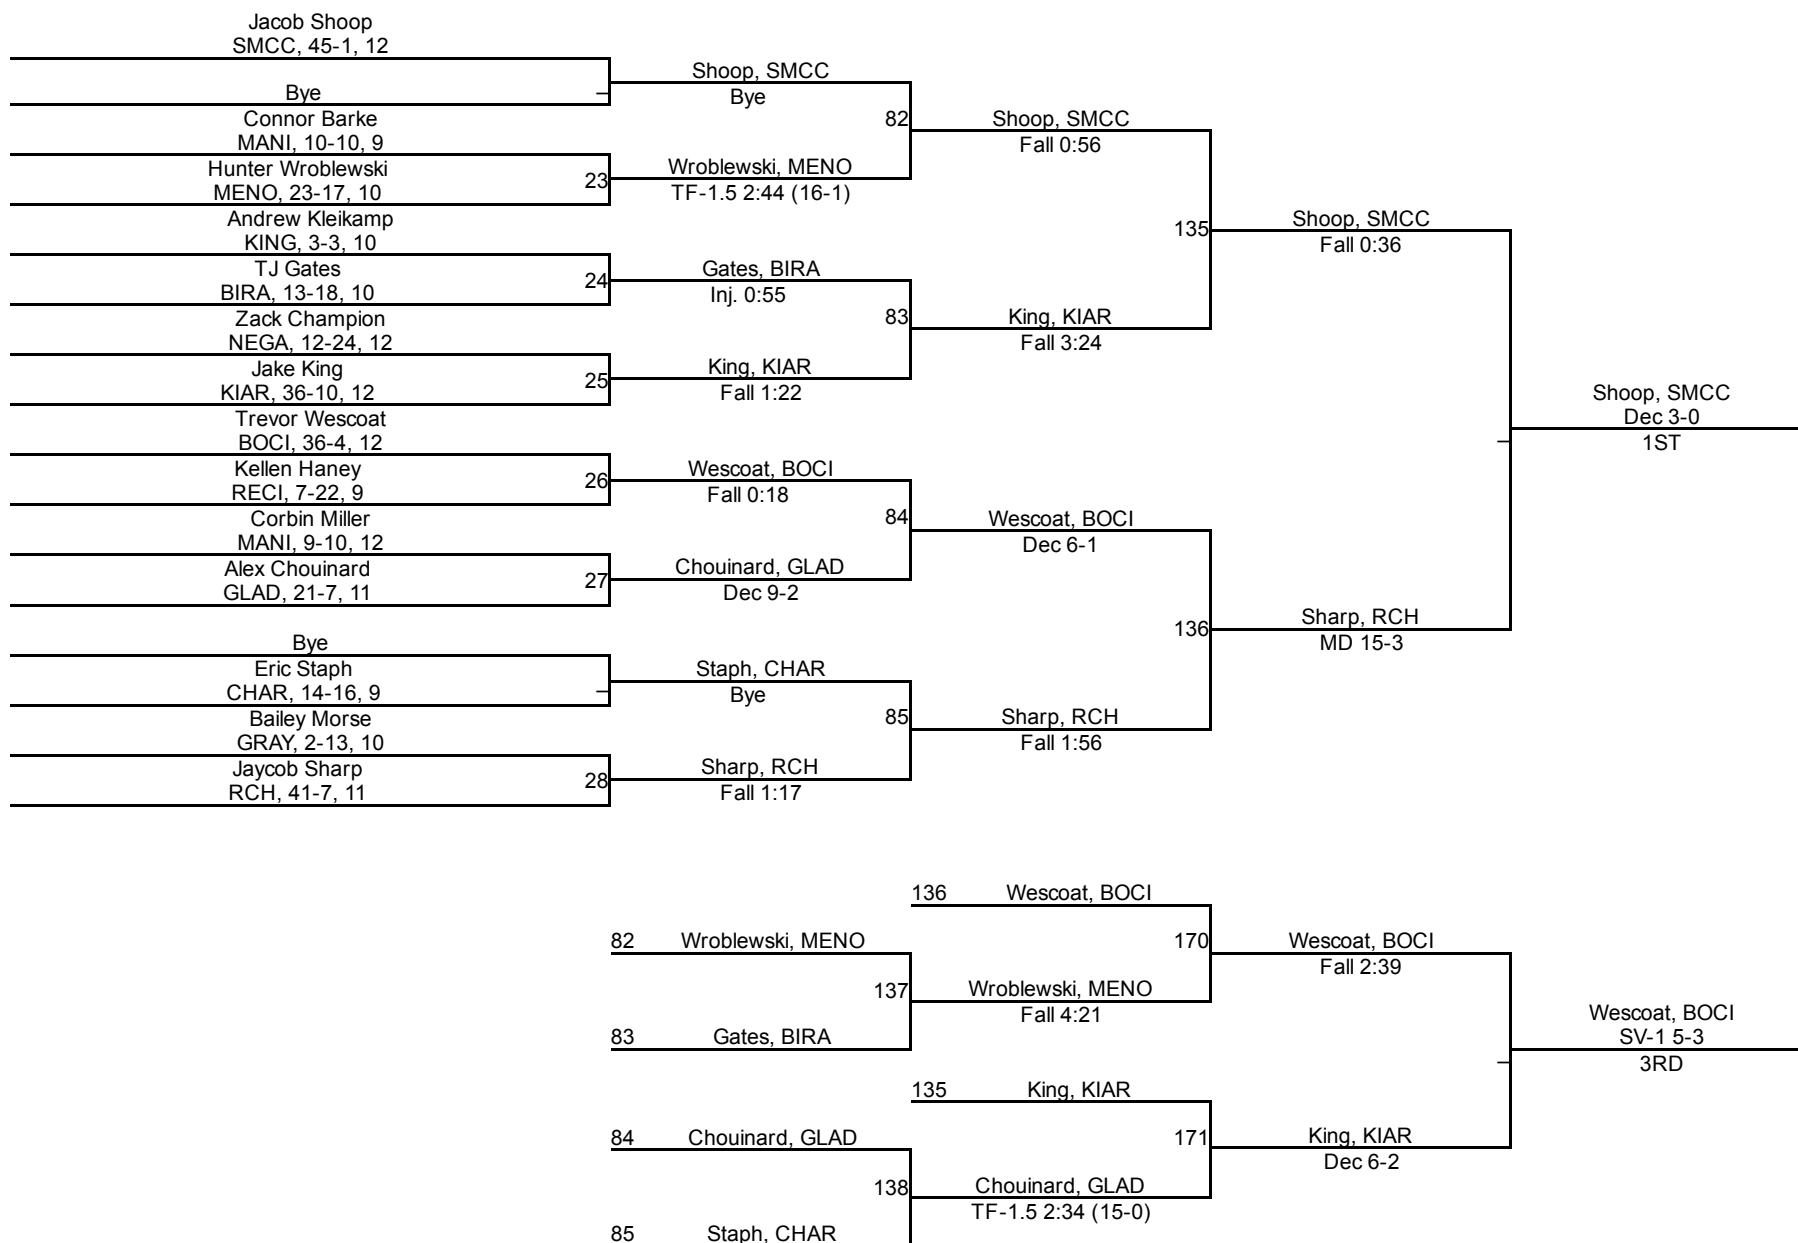 Jacob Shoop
SMCC, 45-1, 12
Bye
Connor Barke
MANI, 10-10, 9
Hunter Wroblewski
MENO, 23-17, 10
23
Andrew Kleikamp
KING, 3-3, 10
TJ Gates
BIRA, 13-18, 10
24
Zack Champion
NEGA, 12-24, 12
Jake King
KIAR, 36-10, 12
25
Trevor Wescoat
BOCI, 36-4, 12
Kellen Haney
RECI, 7-22, 9
26
Corbin Miller
MANI, 9-10, 12
Alex Chouinard
GLAD, 21-7, 11
27
Bye
Eric Staph
CHAR, 14-16, 9
Bailey Morse
GRAY, 2-13, 10
Jaycob Sharp
RCH, 41-7, 11
28
Shoop, SMCC
Bye
82
Wroblewski, MENO
TF-1.5 2:44 (16-1)
Gates, BIRA
Inj. 0:55
83
King, KIAR
Fall 1:22
Wescoat, BOCI
Fall 0:18
84
Chouinard, GLAD
Dec 9-2
Staph, CHAR
Bye
85
Sharp, RCH
Fall 1:17
Shoop, SMCC
Fall 0:56
135
King, KIAR
Fall 3:24
Wescoat, BOCI
Dec 6-1
136
Sharp, RCH
Fall 1:56
Shoop, SMCC
Fall 0:36
Sharp, RCH
MD 15-3
Shoop, SMCC
Dec 3-0
1ST
136 Wescoat, BOCI
82 Wroblewski, MENO
170
137
Wroblewski, MENO
Fall 4:21
83 Gates, BIRA
Wescoat, BOCI
Fall 2:39
135 King, KIAR
84 Chouinard, GLAD
171
138
Chouinard, GLAD
TF-1.5 2:34 (15-0)
85 Staph, CHAR
King, KIAR
Dec 6-2
Wescoat, BOCI
SV-1 5-3
3RD